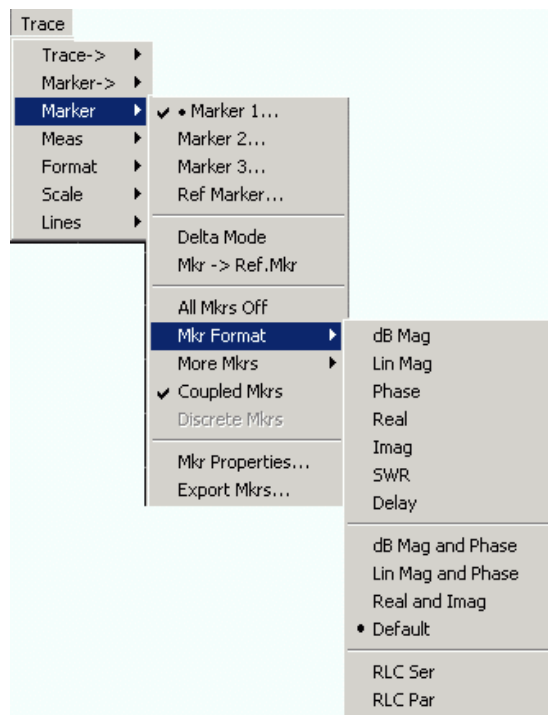 Trace
Trace->
Marker->
Marker
Meas
Format
Scale
Lines
Marker 1...
Marker 2...
Marker 3...
Ref Marker...
Delta Mode
Mkr -> Ref.Mkr
All Mkrs Off
Mkr Format
More Mkrs
Coupled Mkrs
Discrete Mkrs
Mkr Properties...
Export Mkrs...
dB Mag
Lin Mag
Phase
Real
Imag
SWR
Delay
dB Mag and Phase
Lin Mag and Phase
Real and Imag
Default
RLC Ser
RLC Par